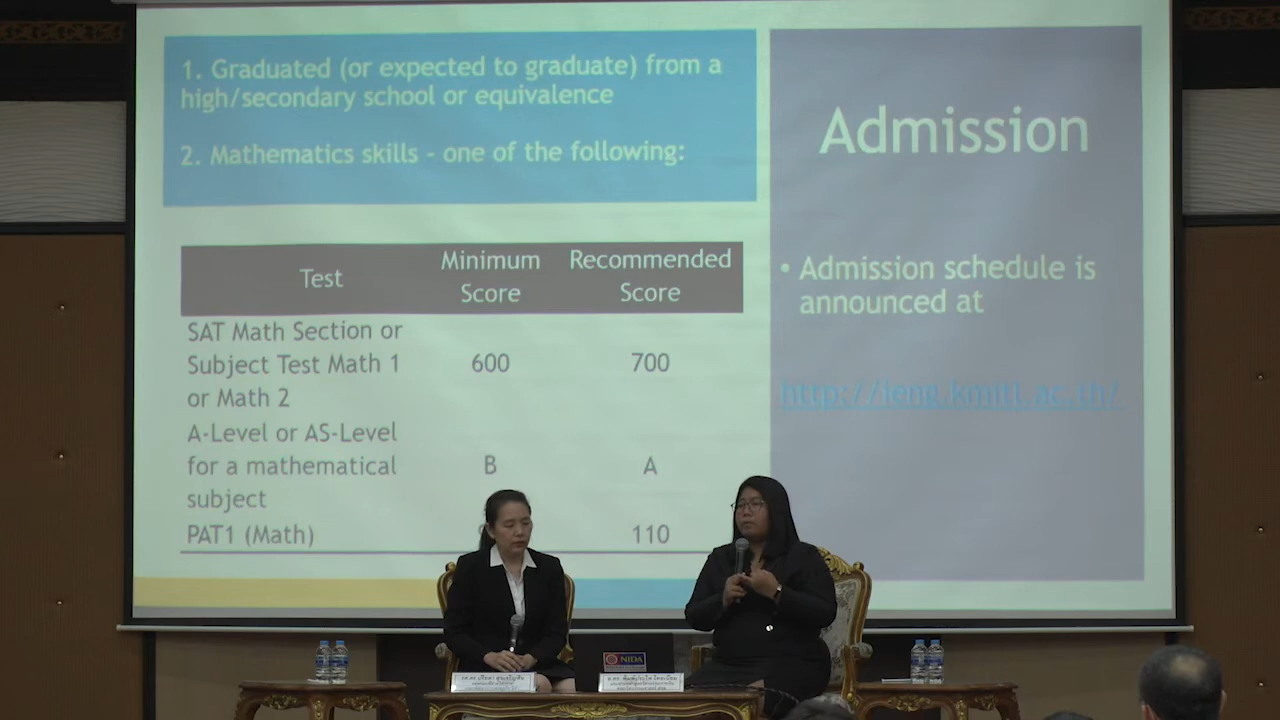 1. Graduated (or expected to graduate) from a
high/secondary school or equivalence
2. Mathematics skills - one of the following:
Test
Minimum
Score
Recommended
Score
SAT Math Section or
Subject Test Math 1
or Math 2
600
700
A-Level or AS-Level
for a mathematical
subject
B
A
PAT1 (Math)
110
Admission
• Admission schedule is
announced at
http://ieng.kmitl.ac.th/
NIDA